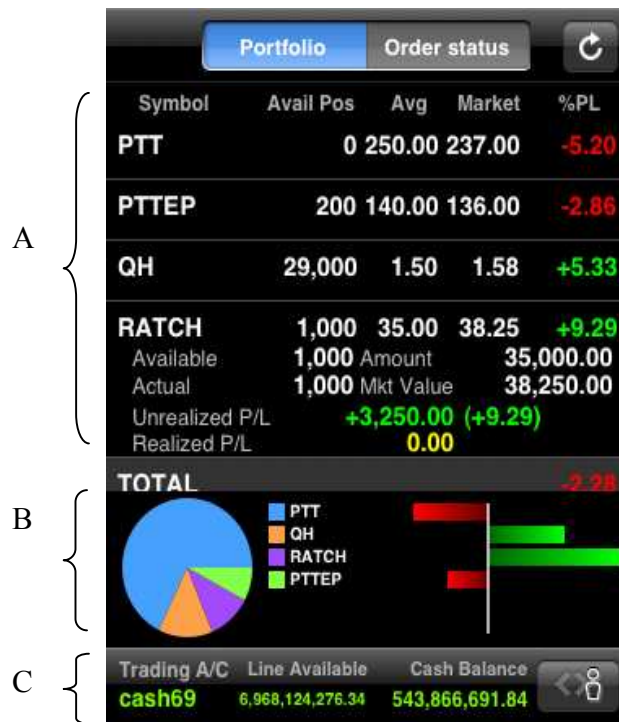 Portfolio Order status
Symbol Avail Pos Avg Market %PL
PTT 0 250.00 237.00 -5.20
PTTEP 200 140.00 136.00 -2.86
A
QH 29,000 1.50 1.58 +5.33
RATCH 1,000 35.00 38.25 +9.29
Available 1,000 Amount 35,000.00
Actual 1,000 Mkt Value 38,250.00
Unrealized P/L +3,250.00 (+9.29)
Realized P/L 0.00
TOTAL -2.28
B
PTT
QH
RATCH
PTTEP
C
Trading A/C Line Available Cash Balance
cash69 6,968,124,276.34 543,866,691.84